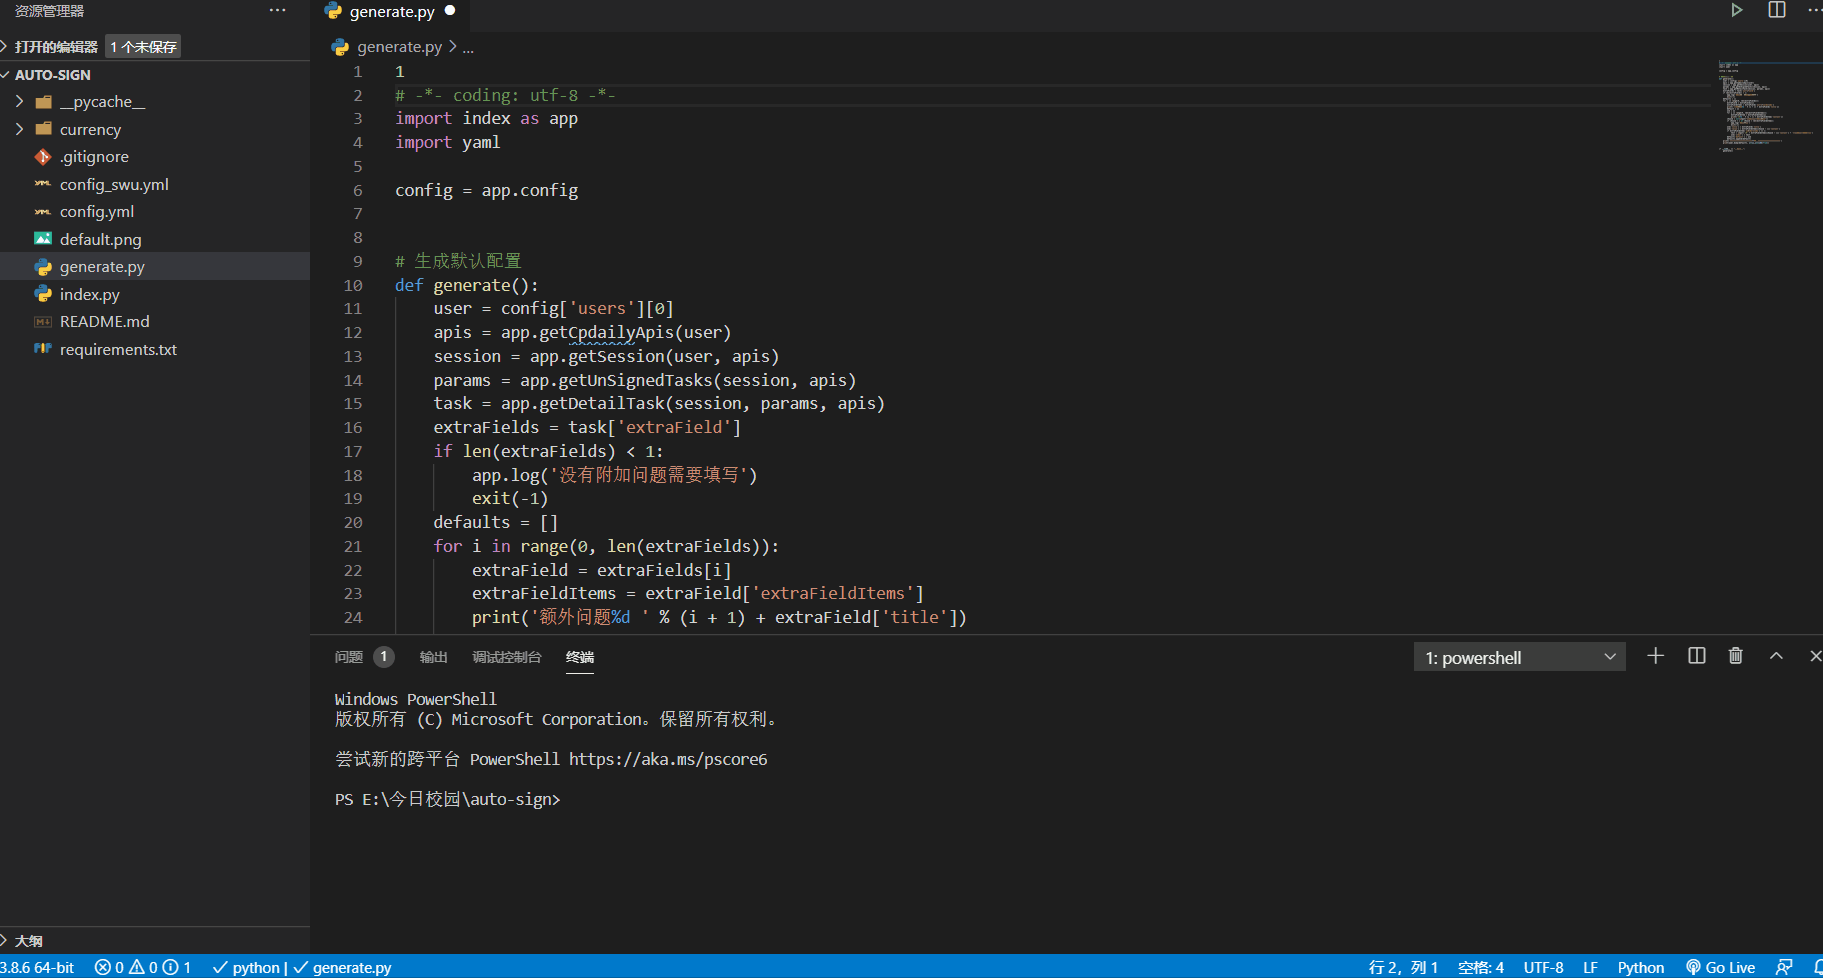 资源管理器
打开的编辑器 1 个未保存
AUTO-SIGN
__pycache__
currency
.gitignore
config_swu.yml
config.yml
default.png
generate.py
index.py
README.md
requirements.txt
大纲
generate.py
generate.py > ...
1 1
2 # -*- coding: utf-8 -*-
3 import index as app
4 import yaml
5
6 config = app.config
7
8
9 # 生成默认配置
10 def generate():
11 user = config['users'][0]
12 apis = app.getCpdailyApis(user)
13 session = app.getSession(user, apis)
14 params = app.getUnSignedTasks(session, apis)
15 task = app.getDetailTask(session, params, apis)
16 extraFields = task['extraField']
17 if len(extraFields) < 1:
18 app.log('没有附加问题需要填写')
19 exit(-1)
20 defaults = []
21 for i in range(0, len(extraFields)):
22 extraField = extraFields[i]
23 extraFieldItems = extraField['extraFieldItems']
24 print('额外问题%d ' % (i + 1) + extraField['title'])
问题 1 输出 调试控制台 终端 1: powershell
Windows PowerShell
版权所有 (C) Microsoft Corporation。保留所有权利。
尝试新的跨平台 PowerShell https://aka.ms/pscore6
PS E:\今日校园\auto-sign>
3.8.6 64-bit 0 0 1 python | generate.py 行 2，列 1 空格: 4 UTF-8 LF Python Go Live